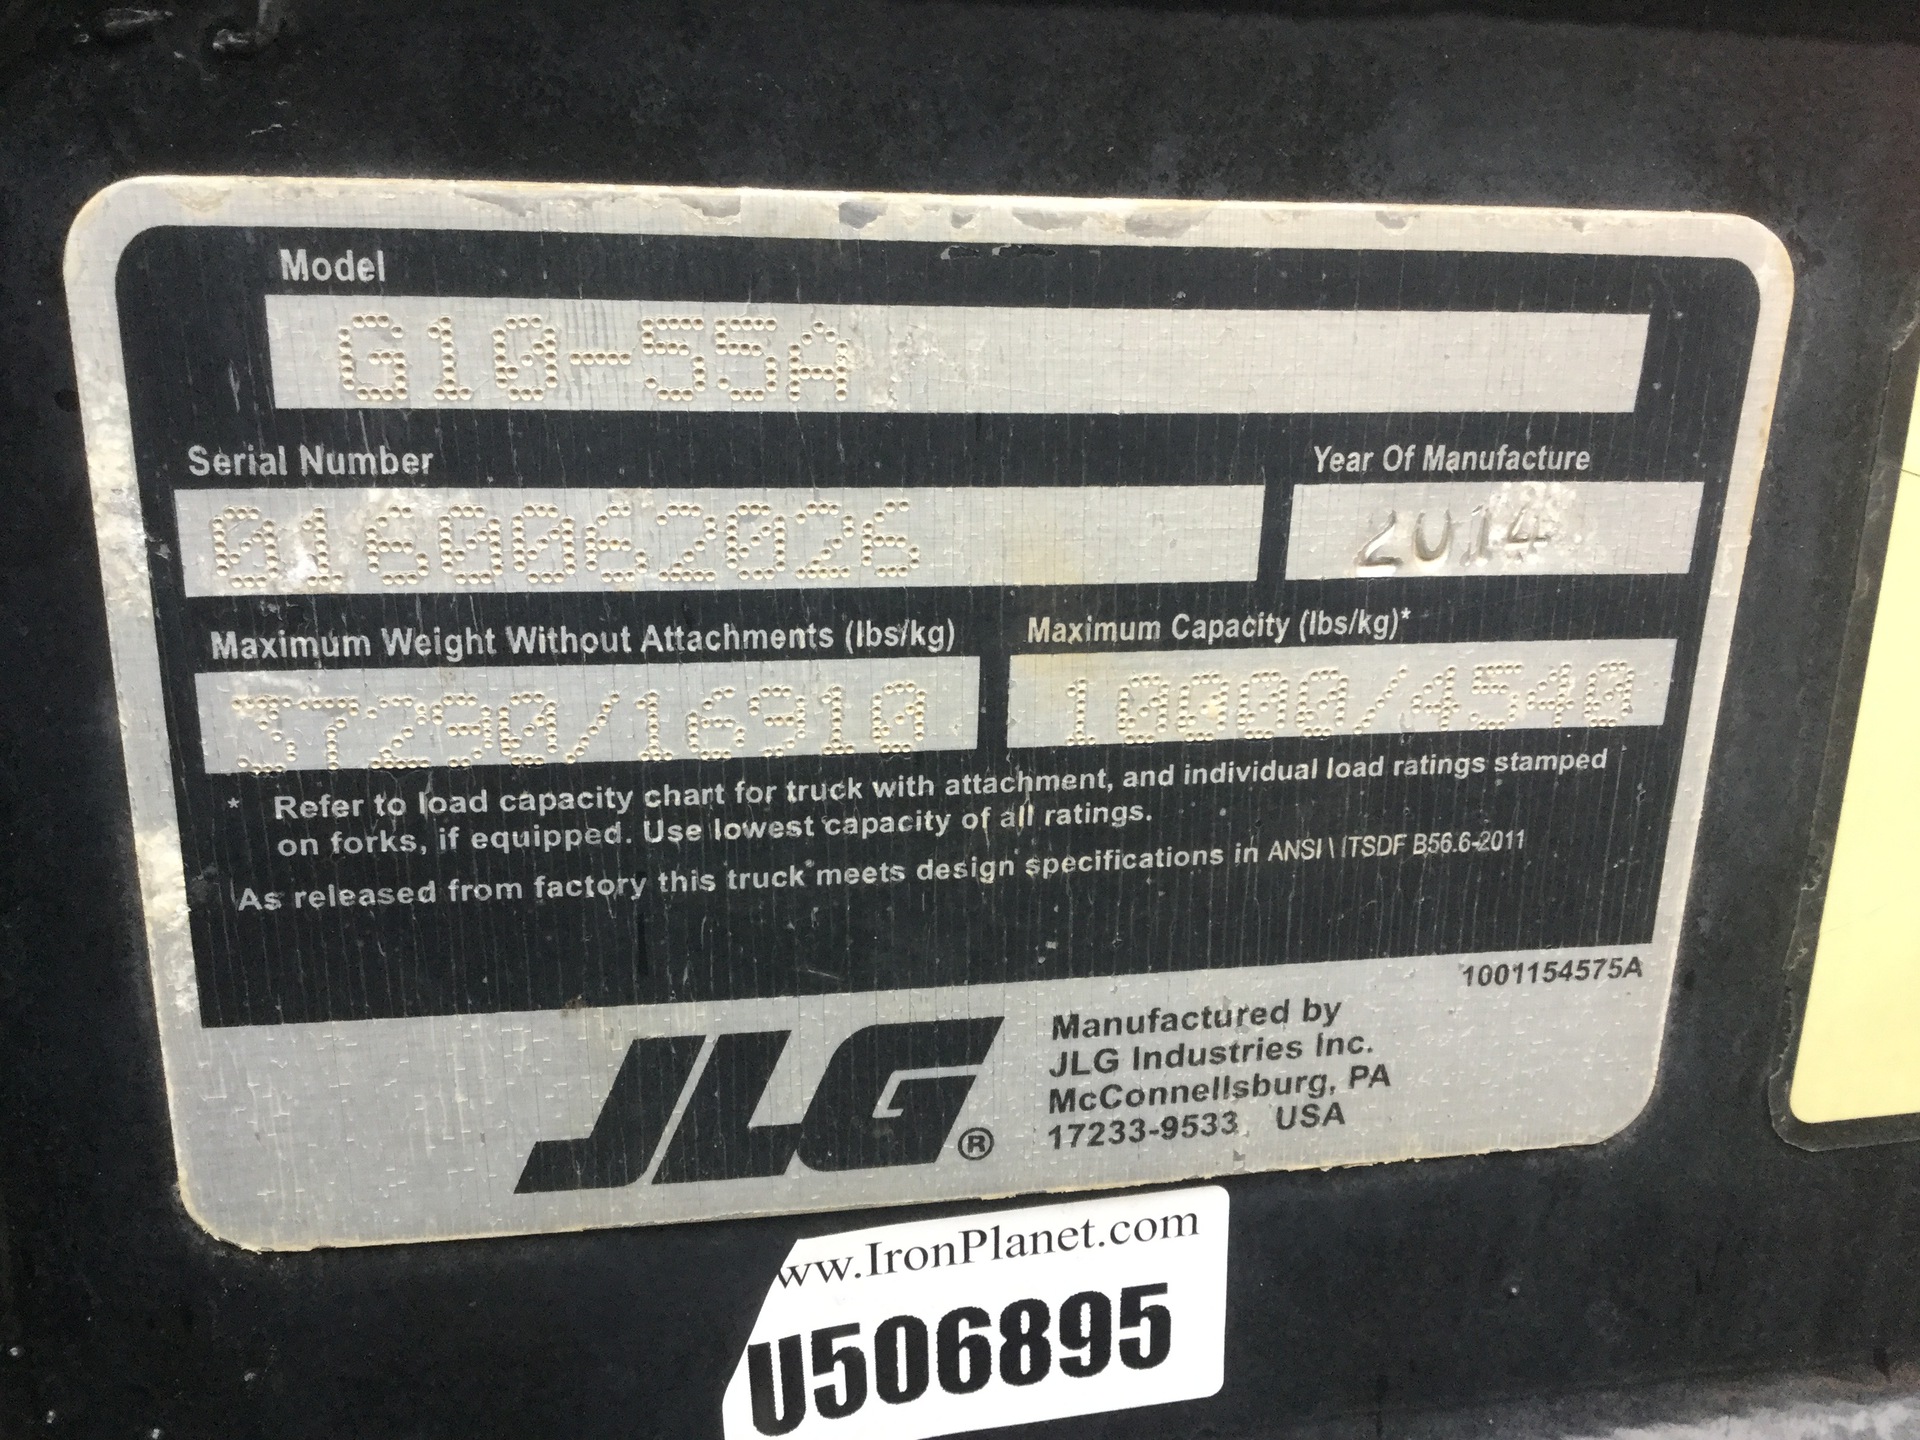 Model
G10-55A
Serial Number
0160062026
Year Of Manufacture
2014
Maximum Weight Without Attachments (lbs/kg)
37290/16910
Maximum Capacity (lbs/kg)*
10000/4540
* Refer to load capacity chart for truck with attachment, and individual load ratings stamped
on forks, if equipped. Use lowest capacity of all ratings.
As released from factory this truck meets design specifications in ANSI \ ITSDF B56.6-2011
1001154575A
JLG®
Manufactured by
JLG Industries Inc.
McConnellsburg, PA
17233-9533 USA
ww.IronPlanet.com
U506895